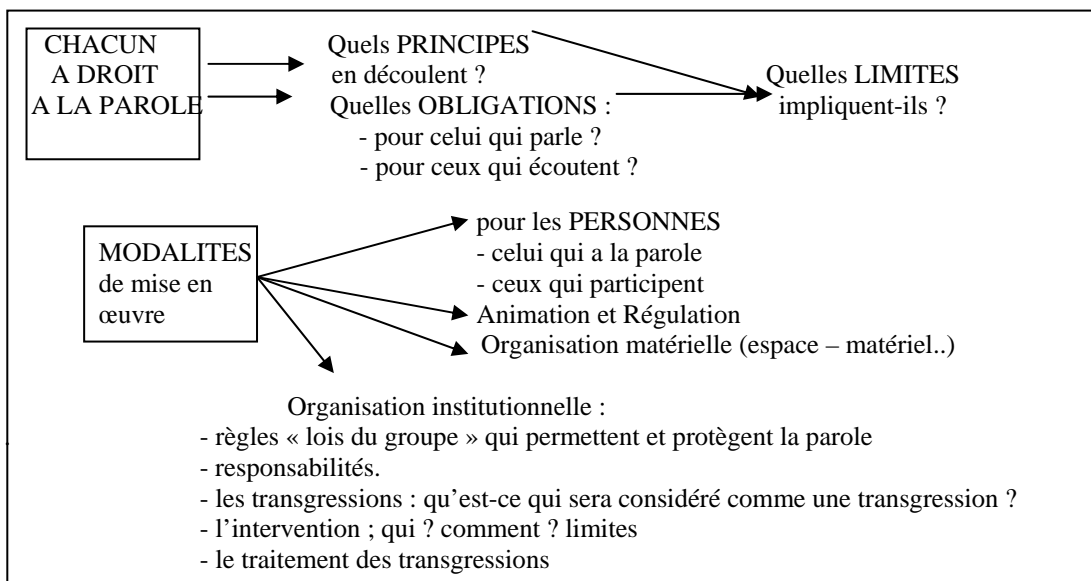 CHACUN
A DROIT
A LA PAROLE
Quels PRINCIPES
en découlent ?
Quelles OBLIGATIONS :
- pour celui qui parle ?
- pour ceux qui écoutent ?
Quelles LIMITES
impliquent-ils ?
MODALITES
de mise en
œuvre
pour les PERSONNES
- celui qui a la parole
- ceux qui participent
Animation et Régulation
Organisation matérielle (espace – matériel..)
Organisation institutionnelle :
- règles « lois du groupe » qui permettent et protègent la parole
- responsabilités.
- les transgressions : qu’est-ce qui sera considéré comme une transgression ?
- l’intervention ; qui ? comment ? limites
- le traitement des transgressions